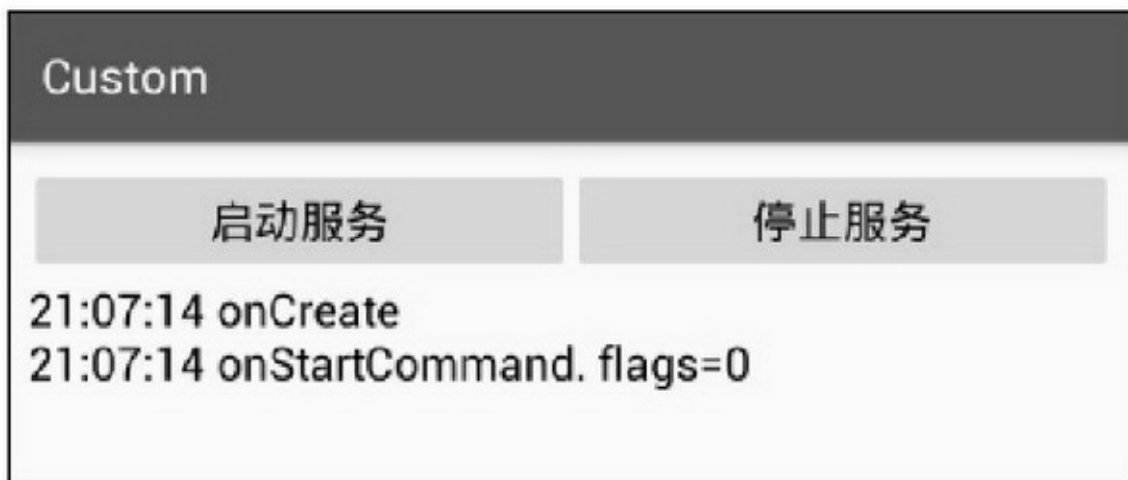 Custom
启动服务 停止服务
21:07:14 onCreate
21:07:14 onStartCommand. flags=0